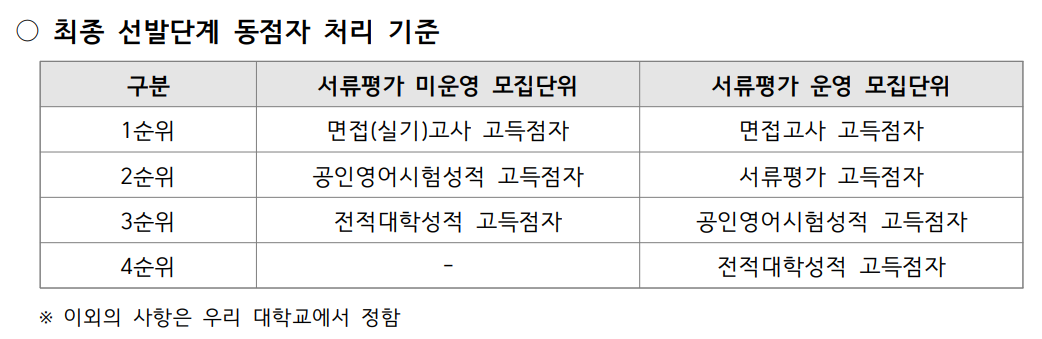 ○ 최종 선발단계 동점자 처리 기준
구분 서류평가 미운영 모집단위 서류평가 운영 모집단위
1순위 면접(실기)고사 고득점자 면접고사 고득점자
2순위 공인영어시험성적 고득점자 서류평가 고득점자
3순위 전적대학성적 고득점자 공인영어시험성적 고득점자
4순위 - 전적대학성적 고득점자
※ 이외의 사항은 우리 대학교에서 정함